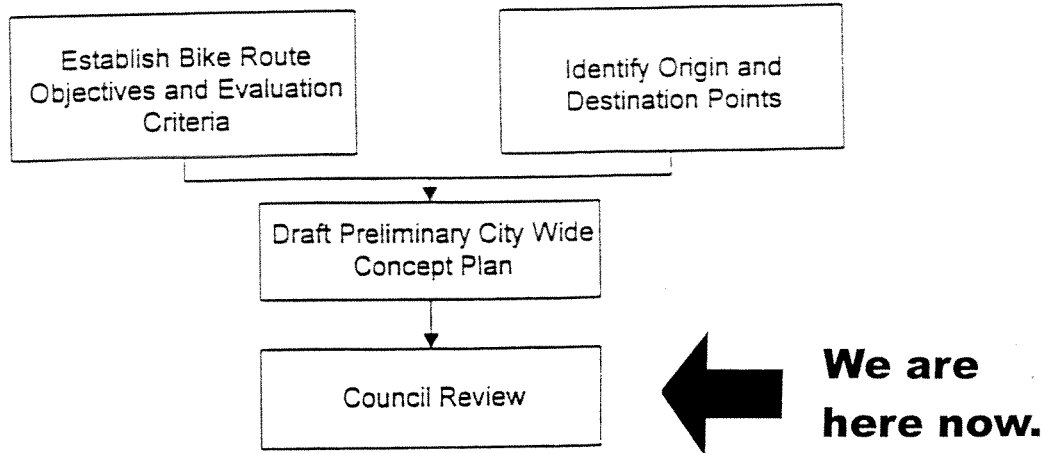 Establish Bike Route
Objectives and Evaluation
Criteria
Identify Origin and
Destination Points
Draft Preliminary City Wide
Concept Plan
Council Review
We are
here now.